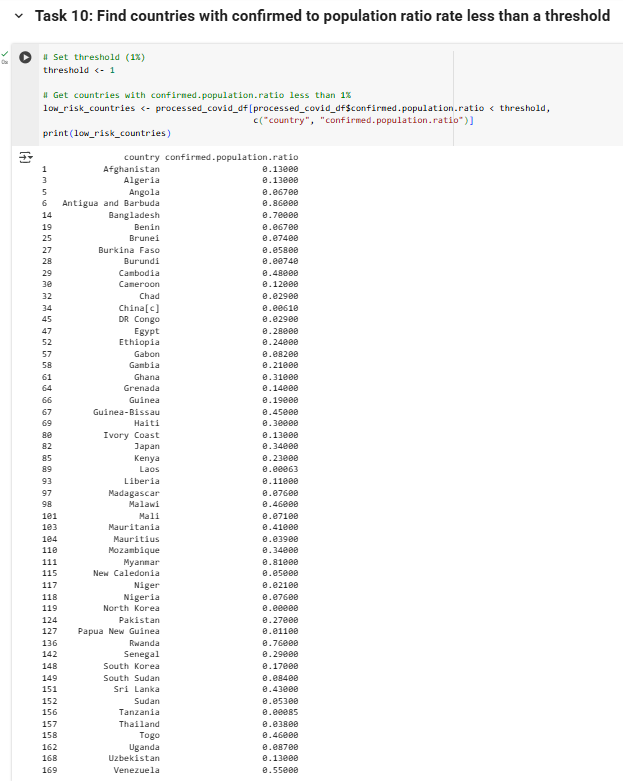 Task 10: Find countries with confirmed to population ratio rate less than a threshold
0s
# Set threshold (1%)
threshold <- 1
# Get countries with confirmed.population.ratio less than 1%
low_risk_countries <- processed_covid_df[processed_covid_df$confirmed.population.ratio < threshold,
c("country", "confirmed.population.ratio")]
print(low_risk_countries)
country confirmed.population.ratio
1 Afghanistan 0.13000
3 Algeria 0.13000
5 Angola 0.06700
6 Antigua and Barbuda 0.86000
14 Bangladesh 0.70000
19 Benin 0.06700
25 Brunei 0.07400
27 Burkina Faso 0.05800
28 Burundi 0.00740
29 Cambodia 0.48000
30 Cameroon 0.12000
32 Chad 0.02900
34 China[c] 0.00610
45 DR Congo 0.02900
47 Egypt 0.28000
52 Ethiopia 0.24000
57 Gabon 0.08200
58 Gambia 0.21000
61 Ghana 0.31000
64 Grenada 0.14000
66 Guinea 0.19000
67 Guinea-Bissau 0.45000
69 Haiti 0.30000
80 Ivory Coast 0.13000
82 Japan 0.34000
85 Kenya 0.23000
89 Laos 0.00063
93 Liberia 0.11000
97 Madagascar 0.07600
98 Malawi 0.46000
101 Mali 0.07100
103 Mauritania 0.41000
104 Mauritius 0.03900
110 Mozambique 0.34000
111 Myanmar 0.81000
115 New Caledonia 0.05000
117 Niger 0.02100
118 Nigeria 0.07600
119 North Korea 0.00000
124 Pakistan 0.27000
127 Papua New Guinea 0.01100
136 Rwanda 0.76000
142 Senegal 0.29000
148 South Korea 0.17000
149 South Sudan 0.08400
151 Sri Lanka 0.43000
152 Sudan 0.05300
156 Tanzania 0.00085
157 Thailand 0.03800
158 Togo 0.46000
162 Uganda 0.08700
168 Uzbekistan 0.13000
169 Venezuela 0.55000